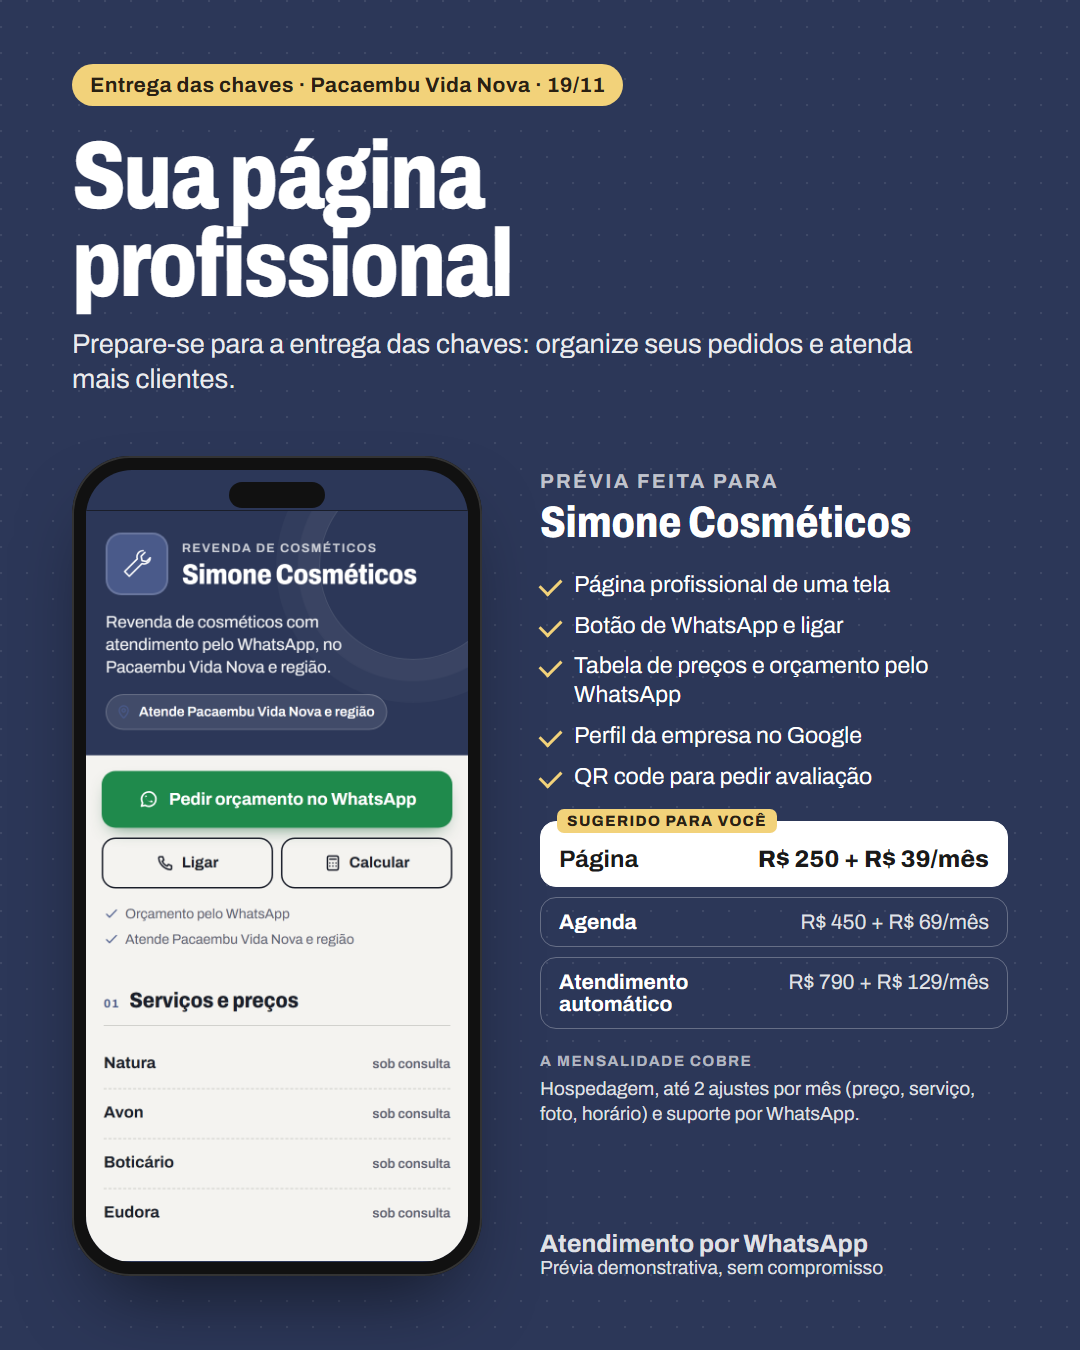 Entrega das chaves · Pacaembu Vida Nova · 19/11
Sua página
profissional
Prepare-se para a entrega das chaves: organize seus pedidos e atenda
mais clientes.
REVENDA DE COSMÉTICOS
Simone Cosméticos
Revenda de cosméticos com
atendimento pelo WhatsApp, no
Pacaembu Vida Nova e região.
Atende Pacaembu Vida Nova e região
Pedir orçamento no WhatsApp
Ligar
Calcular
Orçamento pelo WhatsApp
Atende Pacaembu Vida Nova e região
01 Serviços e preços
Natura sob consulta
Avon sob consulta
Boticário sob consulta
Eudora sob consulta
PRÉVIA FEITA PARA
Simone Cosméticos
Página profissional de uma tela
Botão de WhatsApp e ligar
Tabela de preços e orçamento pelo
WhatsApp
Perfil da empresa no Google
QR code para pedir avaliação
SUGERIDO PARA VOCÊ
Página R$ 250 + R$ 39/mês
Agenda R$ 450 + R$ 69/mês
Atendimento R$ 790 + R$ 129/mês
automático
A MENSALIDADE COBRE
Hospedagem, até 2 ajustes por mês (preço, serviço,
foto, horário) e suporte por WhatsApp.
Atendimento por WhatsApp
Prévia demonstrativa, sem compromisso